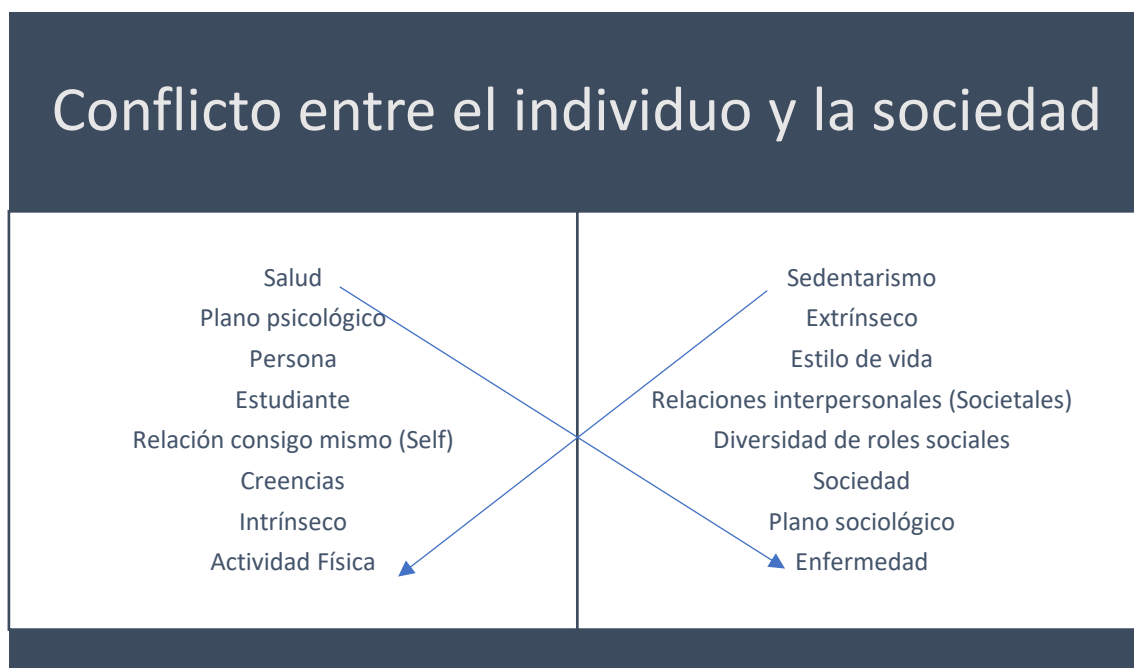 Conflicto entre el individuo y la sociedad
Salud
Plano psicológico
Persona
Estudiante
Relación consigo mismo (Self)
Creencias
Intrínseco
Actividad Física
Sedentarismo
Extrínseco
Estilo de vida
Relaciones interpersonales (Societales)
Diversidad de roles sociales
Sociedad
Plano sociológico
Enfermedad